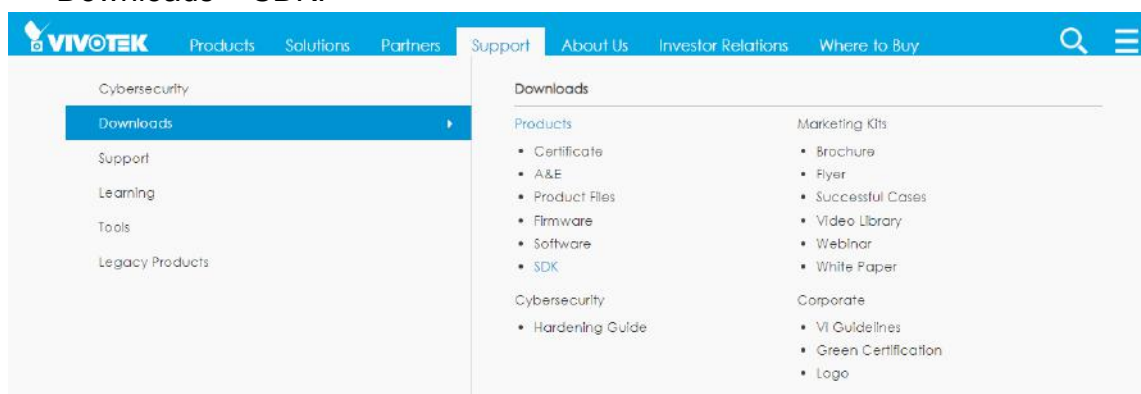 VIVOTEK Products Solutions Partners Support About Us Investor Relations Where to Buy
Cybersecurity
Downloads
Support
Learning
Tools
Legacy Products
Downloads
Products
• Certificate
• A&E
• Product Files
• Firmware
• Software
• SDK
Cybersecurity
• Hardening Guide
Marketing Kits
• Brochure
• Flyer
• Successful Cases
• Video Library
• Webinar
• White Paper
Corporate
• VI Guidelines
• Green Certification
• Logo